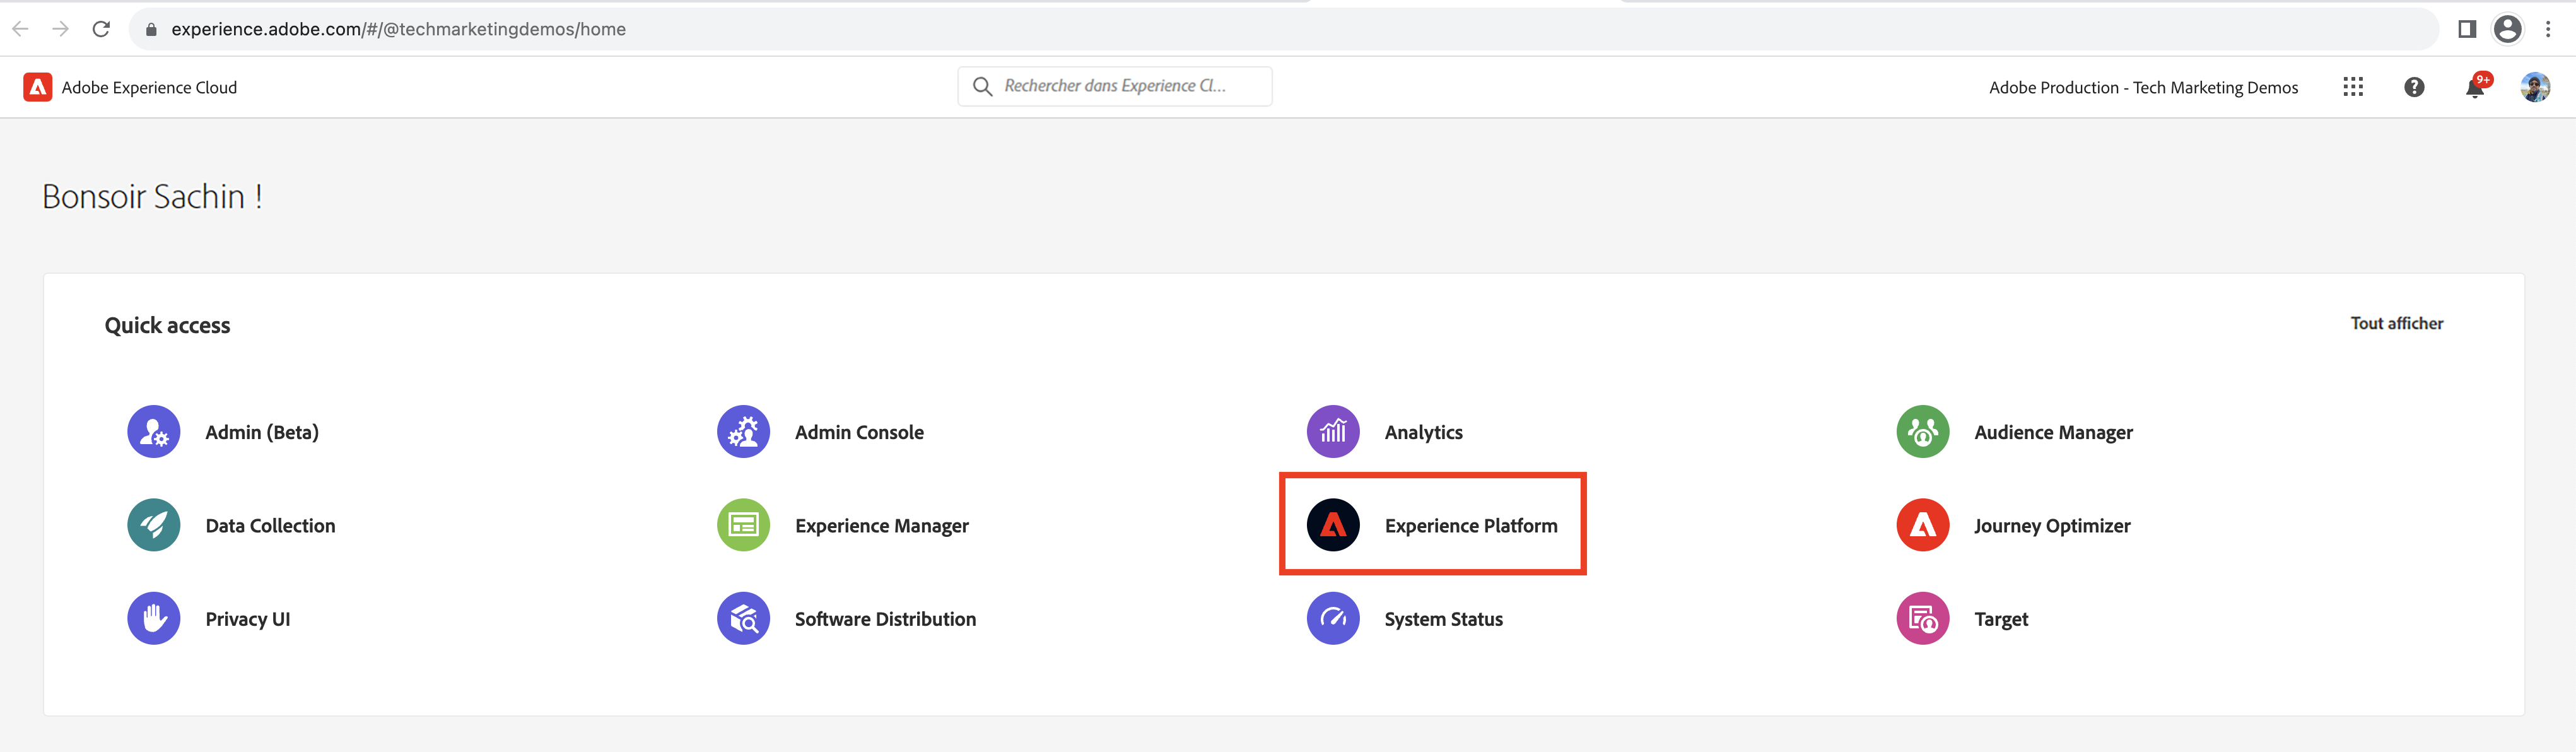 experience.adobe.com/#/@techmarketingdemos/home
Adobe Experience Cloud
Rechercher dans Experience Cl...
Adobe Production - Tech Marketing Demos
9+
Bonsoir Sachin !
Quick access
Tout afficher
Admin (Beta)
Admin Console
Analytics
Audience Manager
Data Collection
Experience Manager
Experience Platform
Journey Optimizer
Privacy UI
Software Distribution
System Status
Target